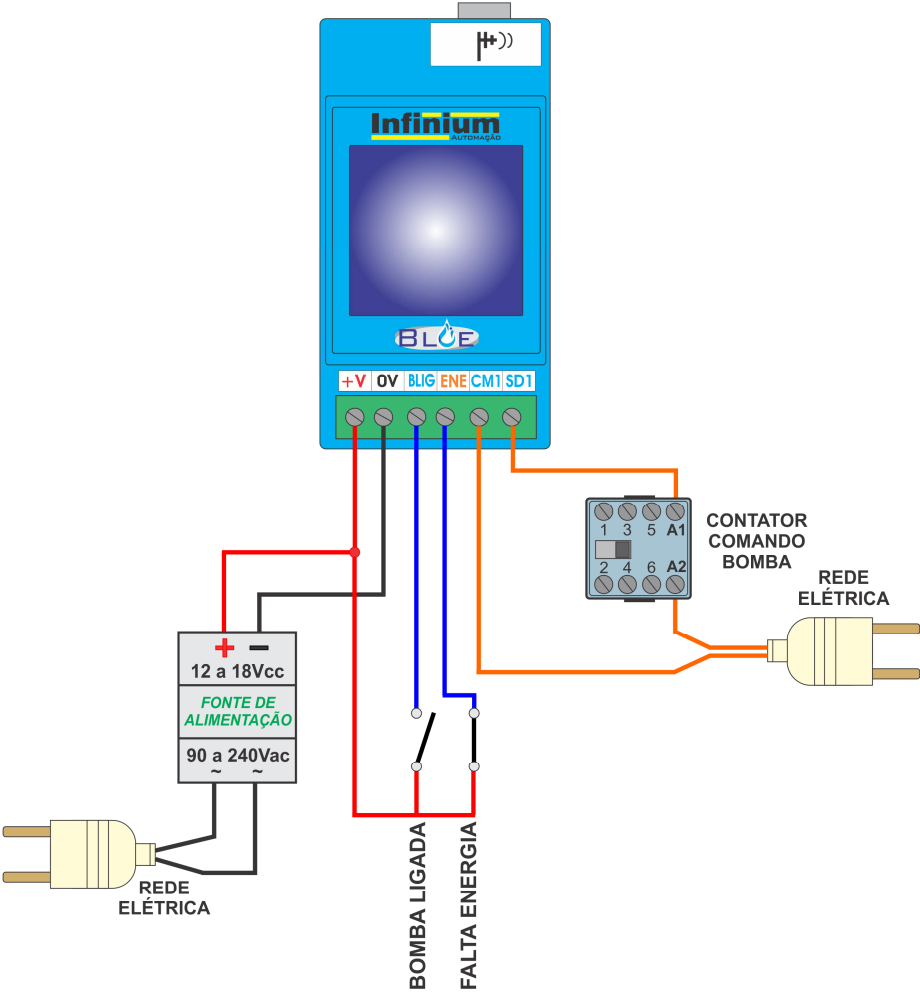 Infinium
AUTOMAÇÃO
BLUE
+V 0V BLIG ENE CM1 SD1
1 3 5 A1
2 4 6 A2
CONTATOR
COMANDO
BOMBA
REDE
ELÉTRICA
+ −
12 a 18Vcc
FONTE DE
ALIMENTAÇÃO
90 a 240Vac
~ ~
REDE
ELÉTRICA
BOMBA LIGADA
FALTA ENERGIA